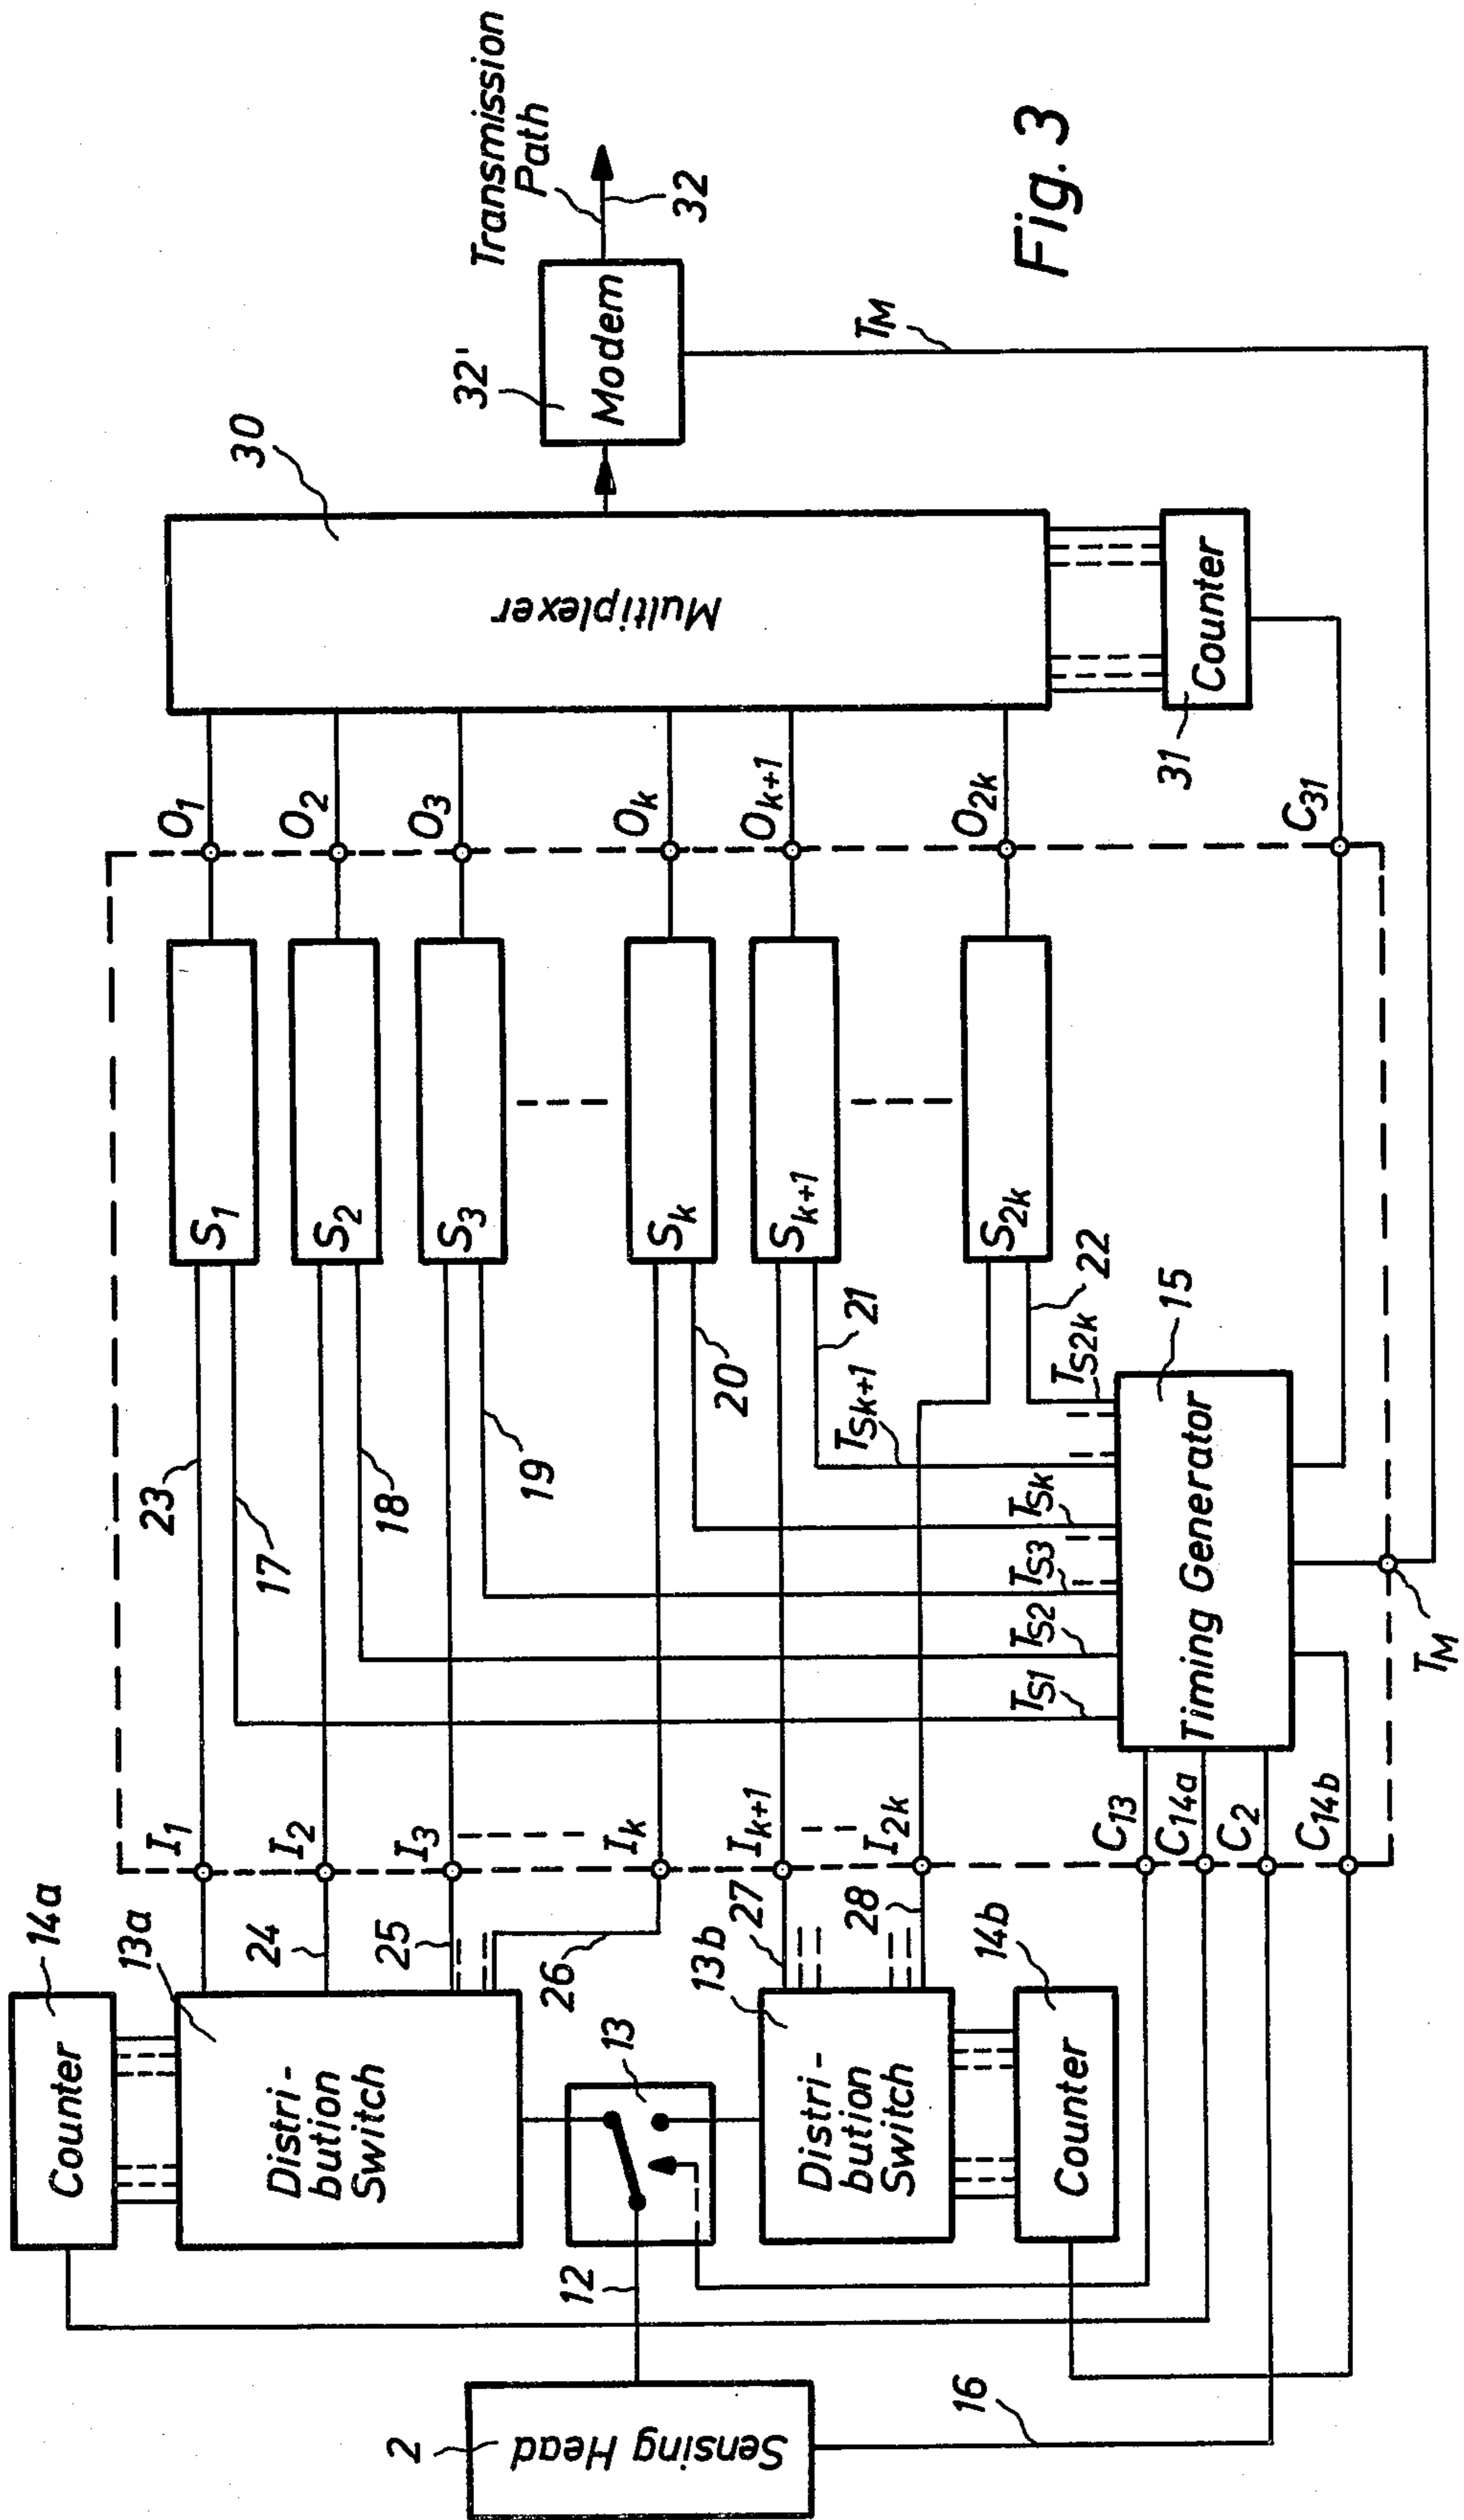 14a
Counter
13a
Distri-
bution
Switch
24
25
26
13
12
2
Sensing Head
16
13b
27
28
Distri-
bution
Switch
14b
Counter
I1
I2
I3
Ik
Ik+1
I2k
C13
C14a
C2
C14b
23
17
18
19
20
21
22
TS1
TS2
TS3
TSk
TSk+1
TS2k
15
Timing Generator
TM
S1
S2
S3
Sk
Sk+1
S2k
O1
O2
O3
Ok
Ok+1
O2k
C31
30
Multiplexer
31
Counter
32'
Modem
TM
Transmission
Path
32
Fig. 3